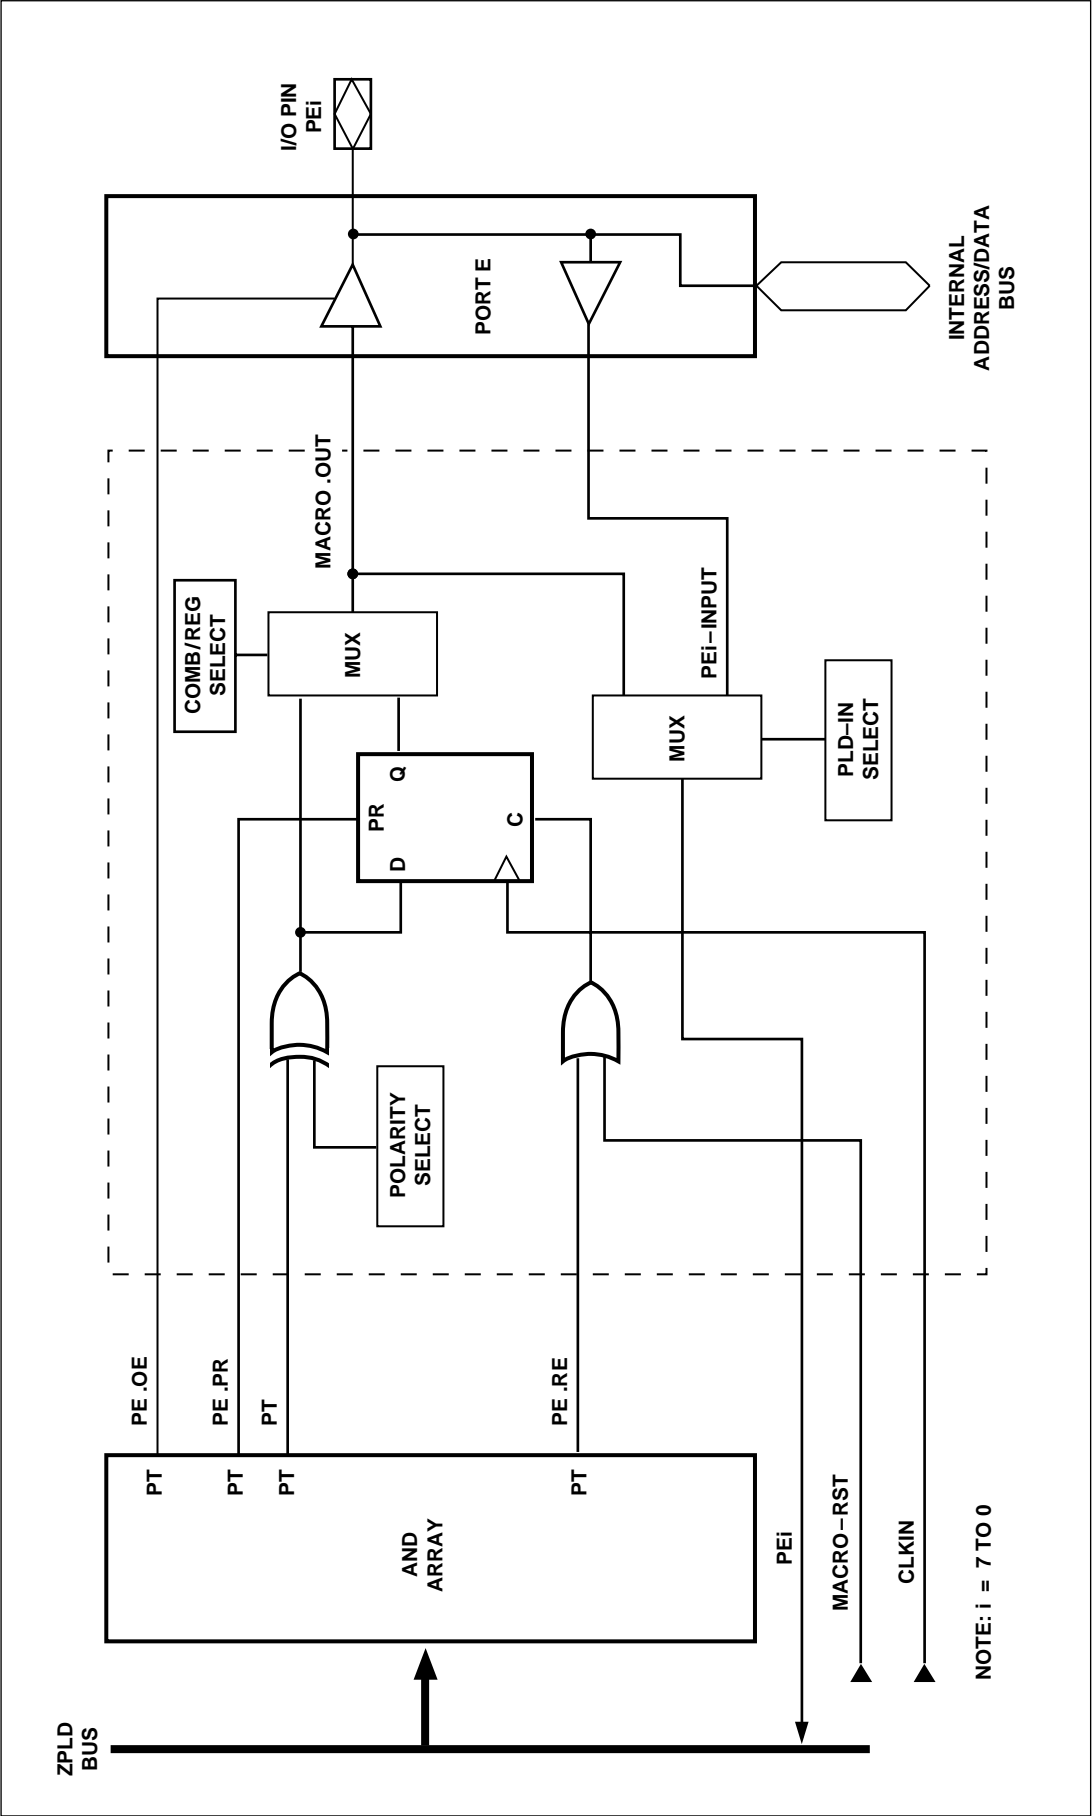 ZPLD
BUS
AND
ARRAY
PT
PT
PT
PT
PE .OE
PE .PR
PT
PE .RE
PEi
MACRO–RST
CLKIN
NOTE: i = 7 TO 0
POLARITY
SELECT
D
PR
Q
C
COMB/REG
SELECT
MUX
MUX
PLD–IN
SELECT
MACRO .OUT
PEi–INPUT
PORT E
I/O PIN
PEi
INTERNAL
ADDRESS/DATA
BUS